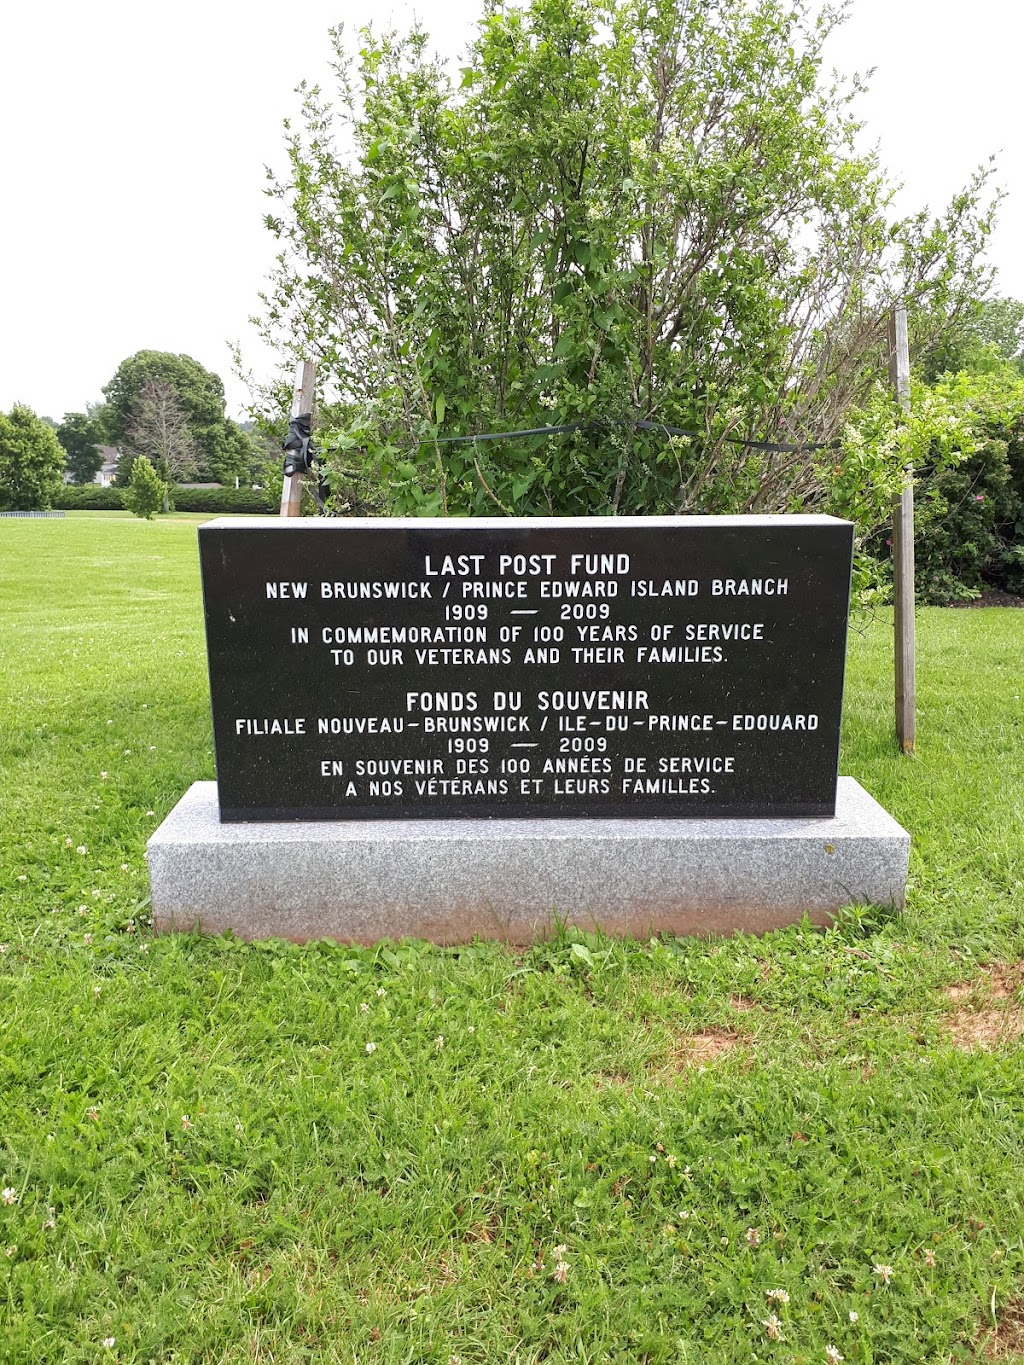 LAST POST FUND
NEW BRUNSWICK / PRINCE EDWARD ISLAND BRANCH
1909 — 2009
IN COMMEMORATION OF 100 YEARS OF SERVICE
TO OUR VETERANS AND THEIR FAMILIES.
FONDS DU SOUVENIR
FILIALE NOUVEAU-BRUNSWICK / ILE-DU-PRINCE-EDOUARD
1909 — 2009
EN SOUVENIR DES 100 ANNÉES DE SERVICE
A NOS VÉTÉRANS ET LEURS FAMILLES.